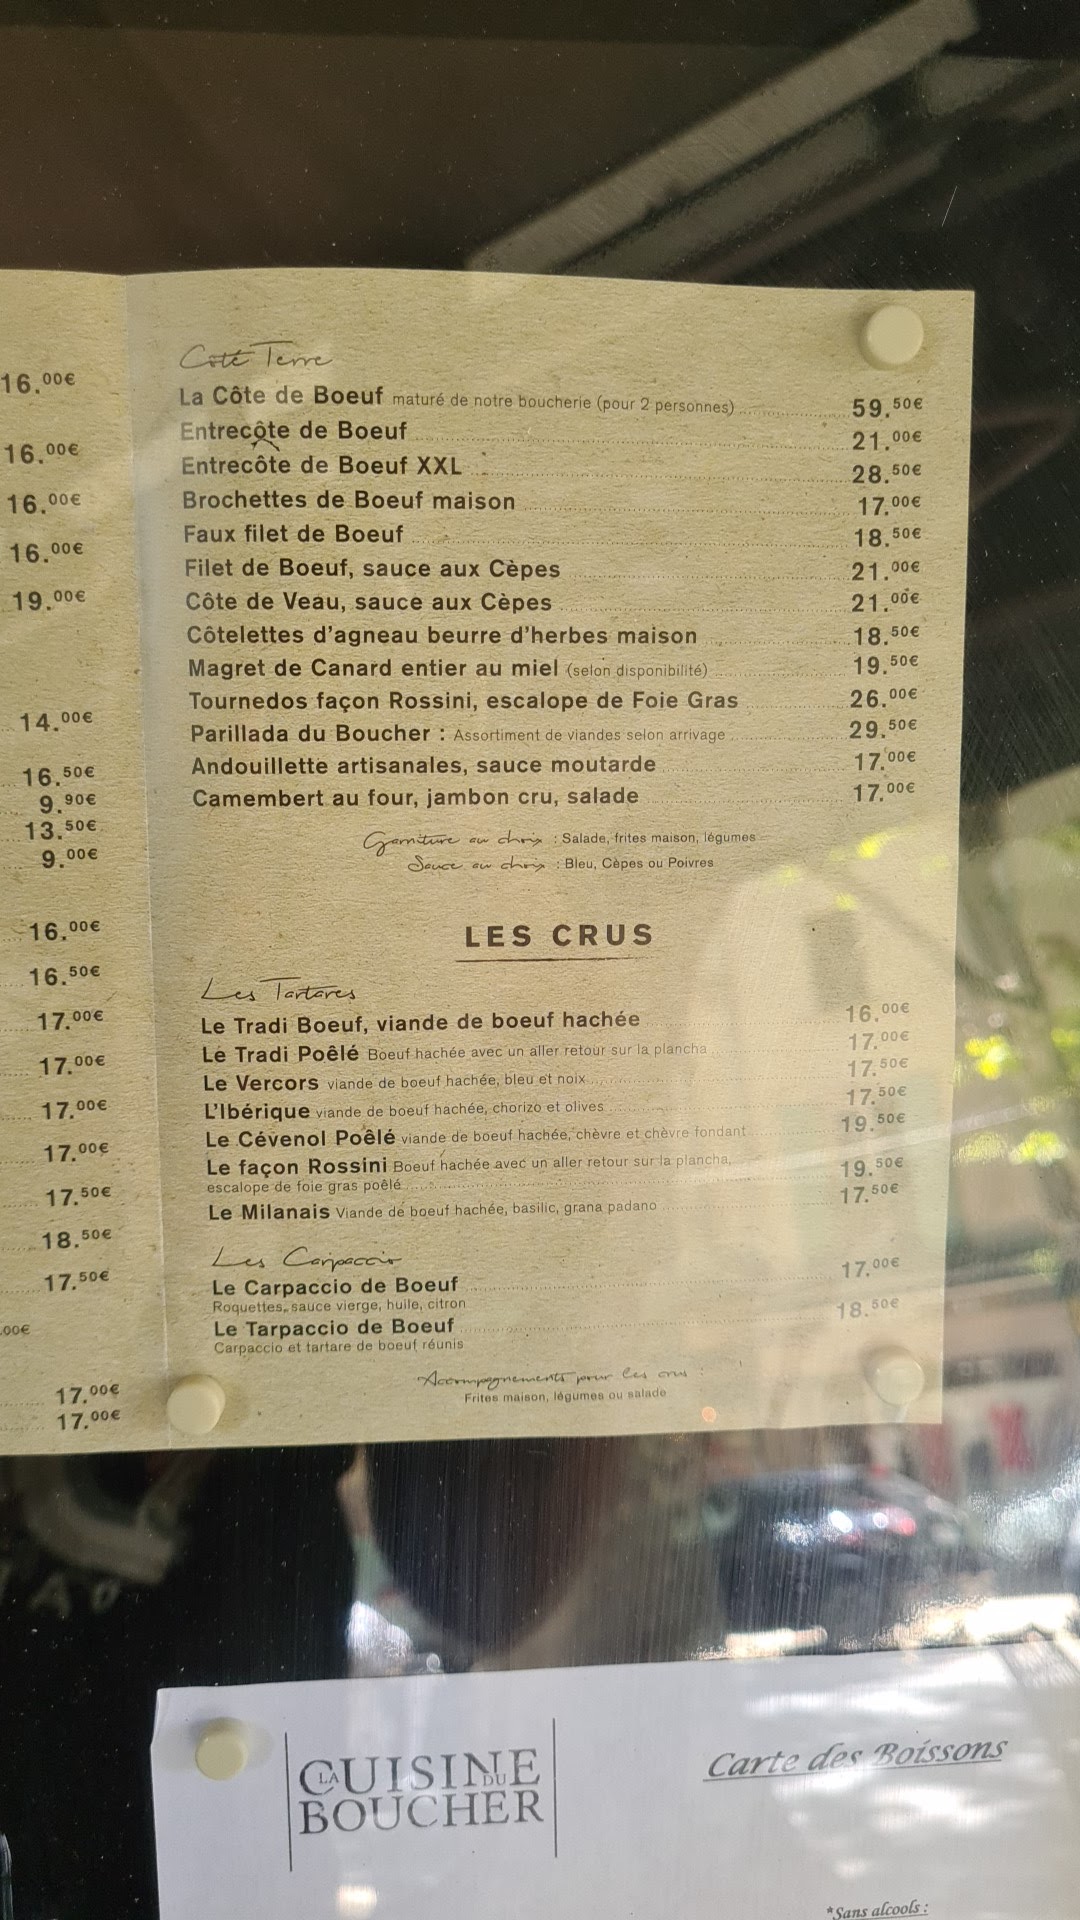 16.00€
16.00€
16.00€
16.00€
19.00€
14.00€
16.50€
9.90€
13.50€
9.00€
16.00€
16.50€
17.00€
17.00€
17.00€
17.00€
17.50€
18.50€
17.50€
.00€
17.00€
17.00€
Côté Terre
La Côte de Boeuf maturé de notre boucherie (pour 2 personnes) 59.50€
Entrecôte de Boeuf 21.00€
Entrecôte de Boeuf XXL 28.50€
Brochettes de Boeuf maison 17.00€
Faux filet de Boeuf 18.50€
Filet de Boeuf, sauce aux Cèpes 21.00€
Côte de Veau, sauce aux Cèpes 21.00€
Côtelettes d'agneau beurre d'herbes maison 18.50€
Magret de Canard entier au miel (selon disponibilité) 19.50€
Tournedos façon Rossini, escalope de Foie Gras 26.00€
Parillada du Boucher : Assortiment de viandes selon arrivage 29.50€
Andouillette artisanales, sauce moutarde 17.00€
Camembert au four, jambon cru, salade 17.00€
Garniture au choix : Salade, frites maison, légumes
Sauce au choix : Bleu, Cèpes ou Poivres
LES CRUS
Les Tartares
Le Tradi Boeuf, viande de boeuf hachée 16.00€
Le Tradi Poêlé Boeuf hachée avec un aller retour sur la plancha 17.00€
Le Vercors viande de boeuf hachée, bleu et noix 17.50€
L'Ibérique viande de boeuf hachée, chorizo et olives 17.50€
Le Cévenol Poêlé viande de boeuf hachée, chèvre et chèvre fondant 19.50€
Le façon Rossini Boeuf hachée avec un aller retour sur la plancha,
escalope de foie gras poêlé 19.50€
Le Milanais Viande de boeuf hachée, basilic, grana padano 17.50€
Les Carpaccio
Le Carpaccio de Boeuf 17.00€
Roquettes, sauce vierge, huile, citron
Le Tarpaccio de Boeuf 18.50€
Carpaccio et tartare de boeuf réunis
Accompagnements pour les crus :
Frites maison, légumes ou salade
LA CUISINE DU
BOUCHER
Carte des Boissons
*Sans alcools :